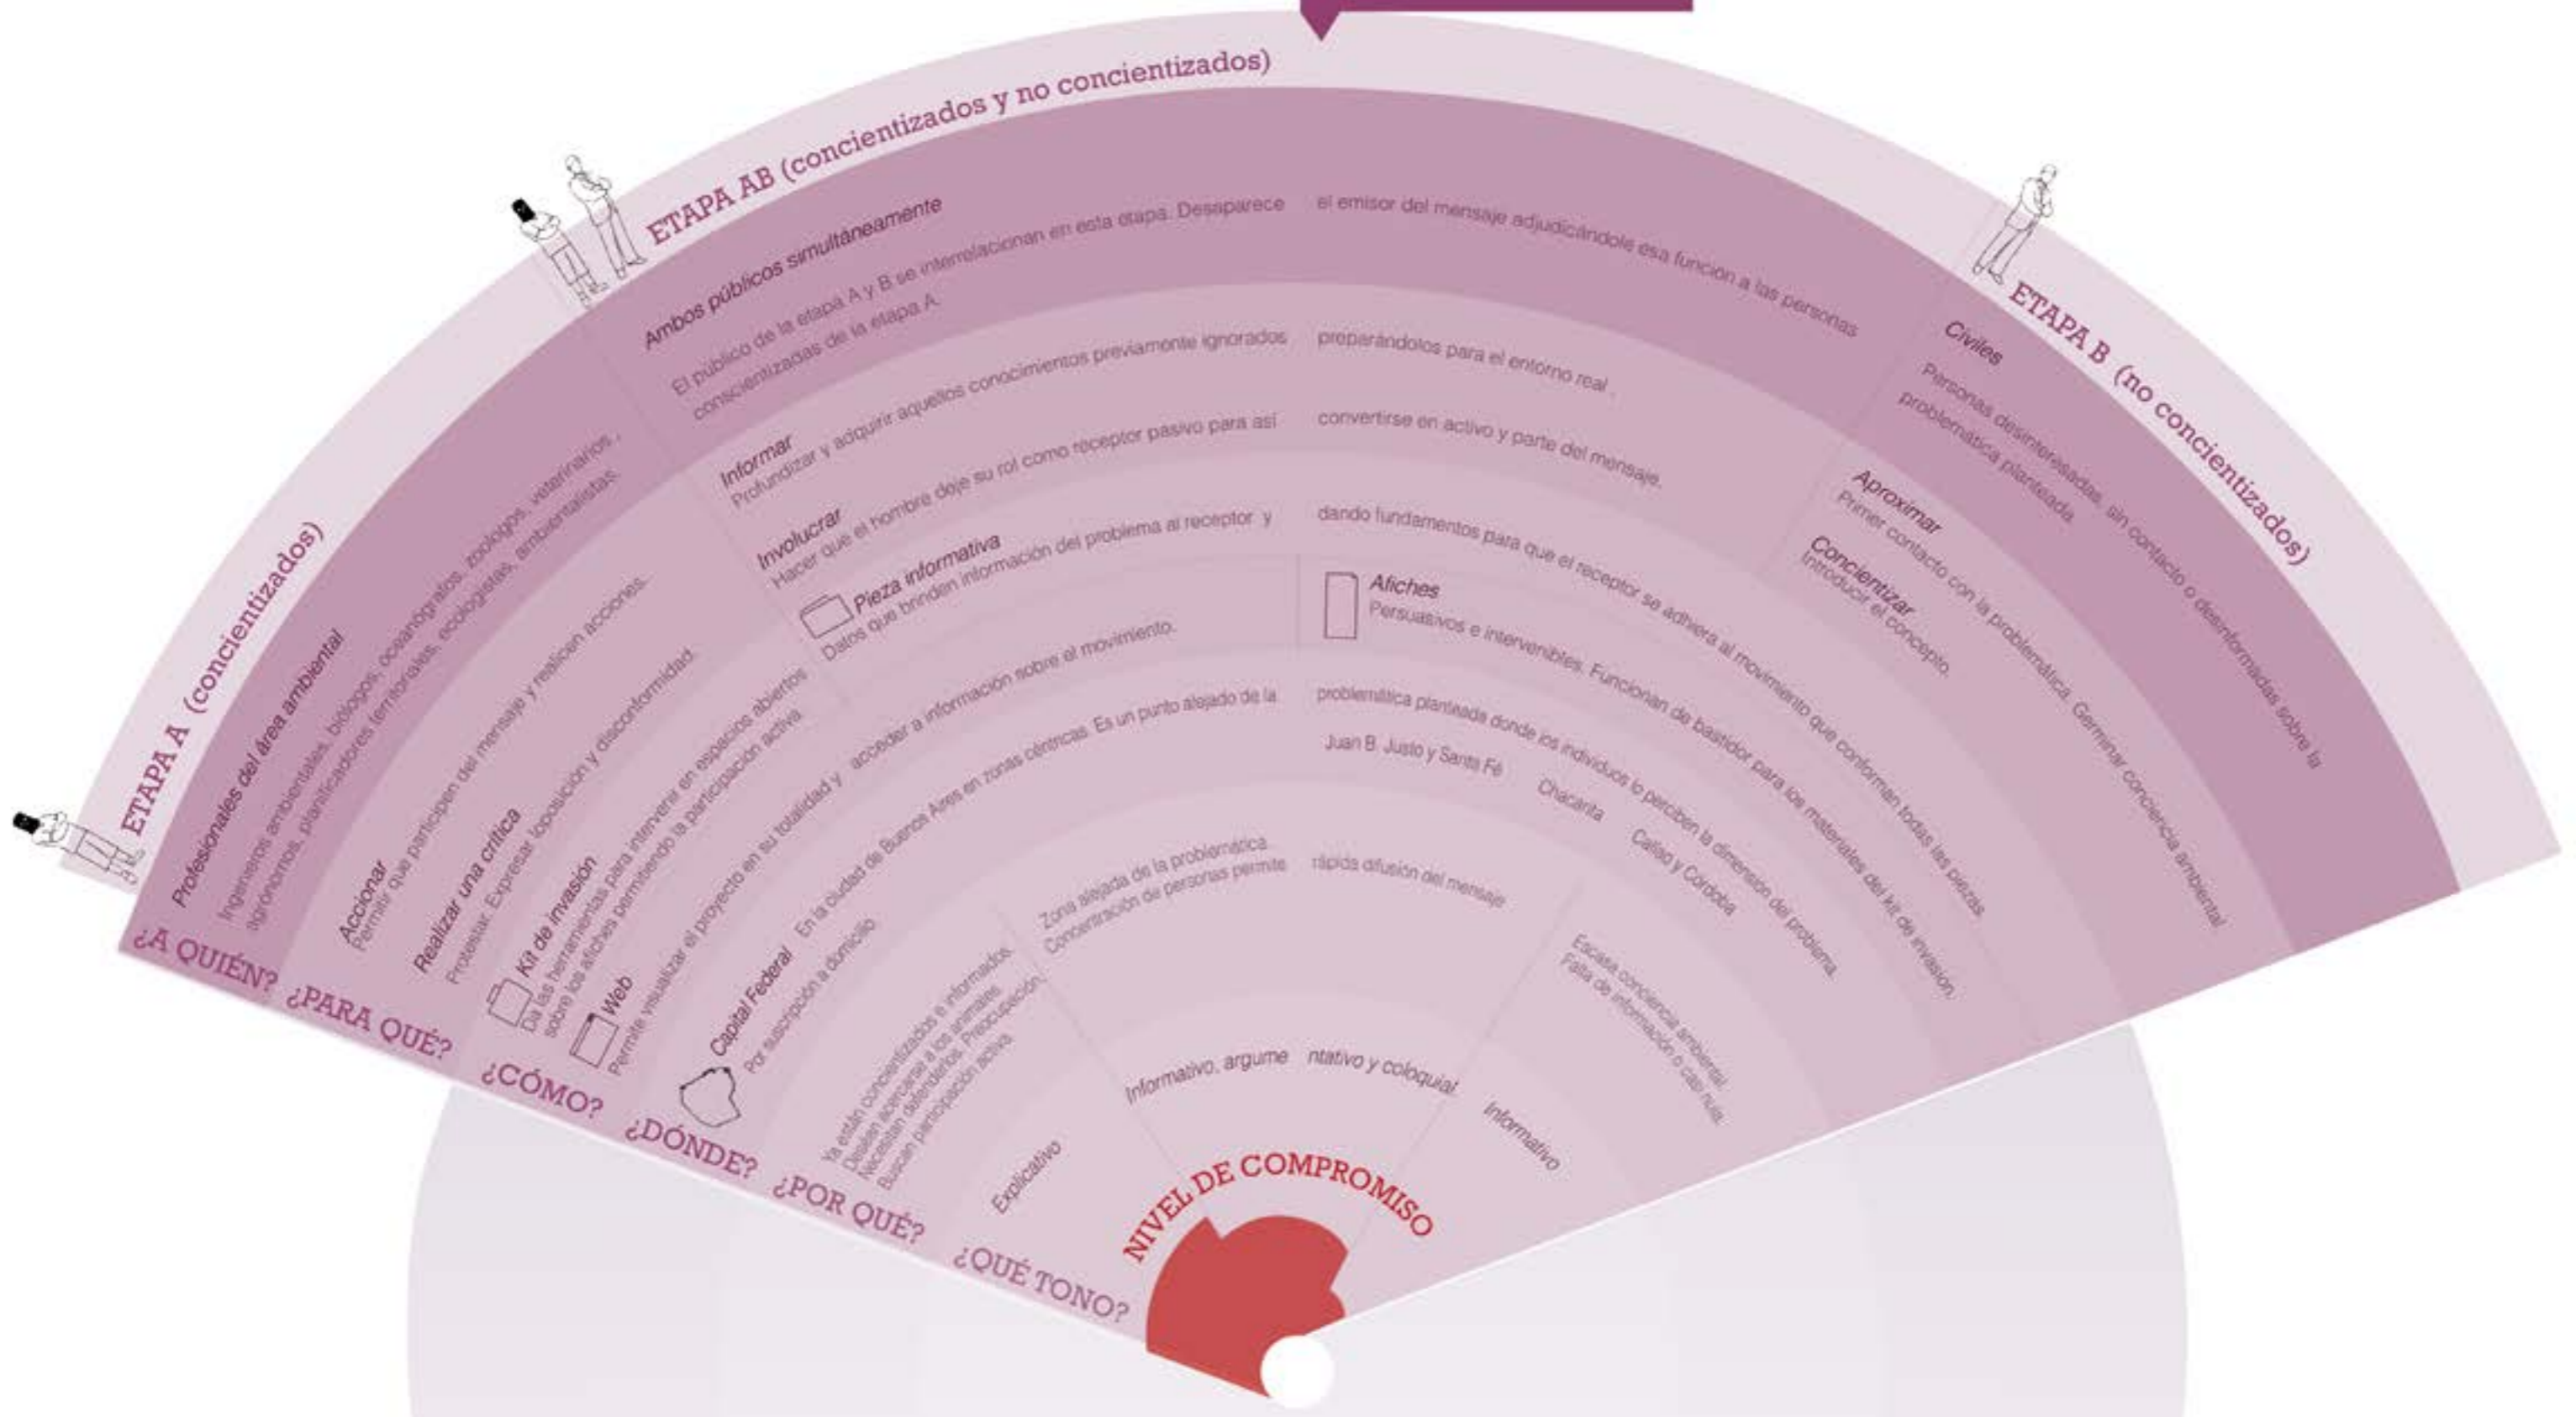 ETAPA A (concientizados)
ETAPA AB (concientizados y no concientizados)
ETAPA B (no concientizados)
¿A QUIÉN?
Profesionales del área ambiental
Ingenieros ambientales, biólogos, oceanógrafos, zoólogos, veterinarios,
agrónomos, planificadores territoriales, ecologistas, ambientalistas.
Ambos públicos simultáneamente
El público de la etapa A y B se interrelacionan en esta etapa. Desaparece el emisor del mensaje adjudicándole esa función a las personas
conscientizadas de la etapa A.
Civiles
Personas desinteresadas, sin contacto o desinformadas sobre la
problemática planteada.
¿PARA QUÉ?
Accionar
Permitir que participen del mensaje y realicen acciones.
Realizar una crítica
Protestar. Expresar loposición y disconformidad.
Informar
Profundizar y adquirir aquellos conocimientos previamente ignorados preparándolos para el entorno real .
Involucrar
Hacer que el hombre deje su rol como receptor pasivo para así convertirse en activo y parte del mensaje.
Aproximar
Primer contacto con la problemática. Germinar conciencia ambiental
Concientizar
Introducir el concepto.
¿CÓMO?
Kit de invasión
Da las herramientas para intervenir en espacios abiertos
sobre los afiches permitiendo la participación activa.
Pieza informativa
Datos que brinden información del problema al receptor y dando fundamentos para que el receptor se adhiera al movimiento que conforman todas las piezas.
Web
Permite visualizar el proyecto en su totalidad y acceder a información sobre el movimiento.
Afiches
Persuasivos e intervenibles. Funcionan de bastidor para los materiales del kit de invasión.
¿DÓNDE?
Capital Federal En la ciudad de Buenos Aires en zonas céntricas. Es un punto alejado de la problemática planteada donde los individuos lo perciben la dimension del problema.
Por suscripción a domicilio
Juan B. Justo y Santa Fé Chacarita Callao y Cordoba
¿POR QUÉ?
Ya están concientizados e informados.
Desean acercarse a los animales.
Necesitan defenderlos. Preocupación.
Buscan participación activa.
Zona alejada de la problemática.
Concentración de personas permite rápida difusión del mensaje
Escasa conciencia ambiental.
Falta de información o casi nula.
¿QUÉ TONO?
Explicativo
Informativo, argume ntativo y coloquial.
Informativo
NIVEL DE COMPROMISO